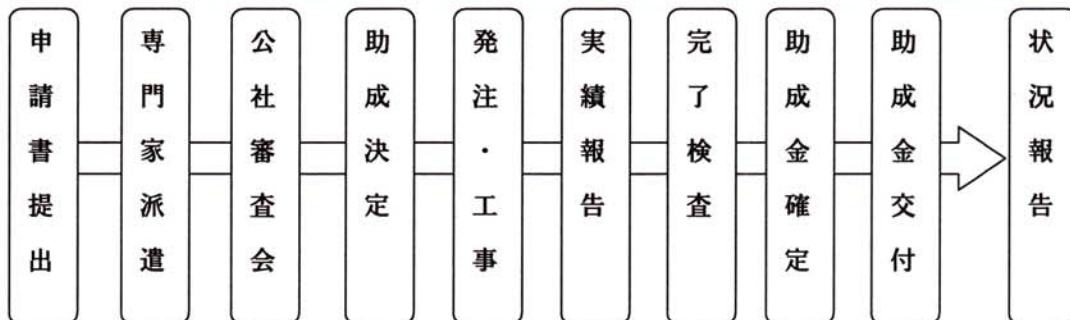 申請書提出
専門家派遣
公社審査会
助成決定
発注・工事
実績報告
完了検査
助成金確定
助成金交付
状況報告